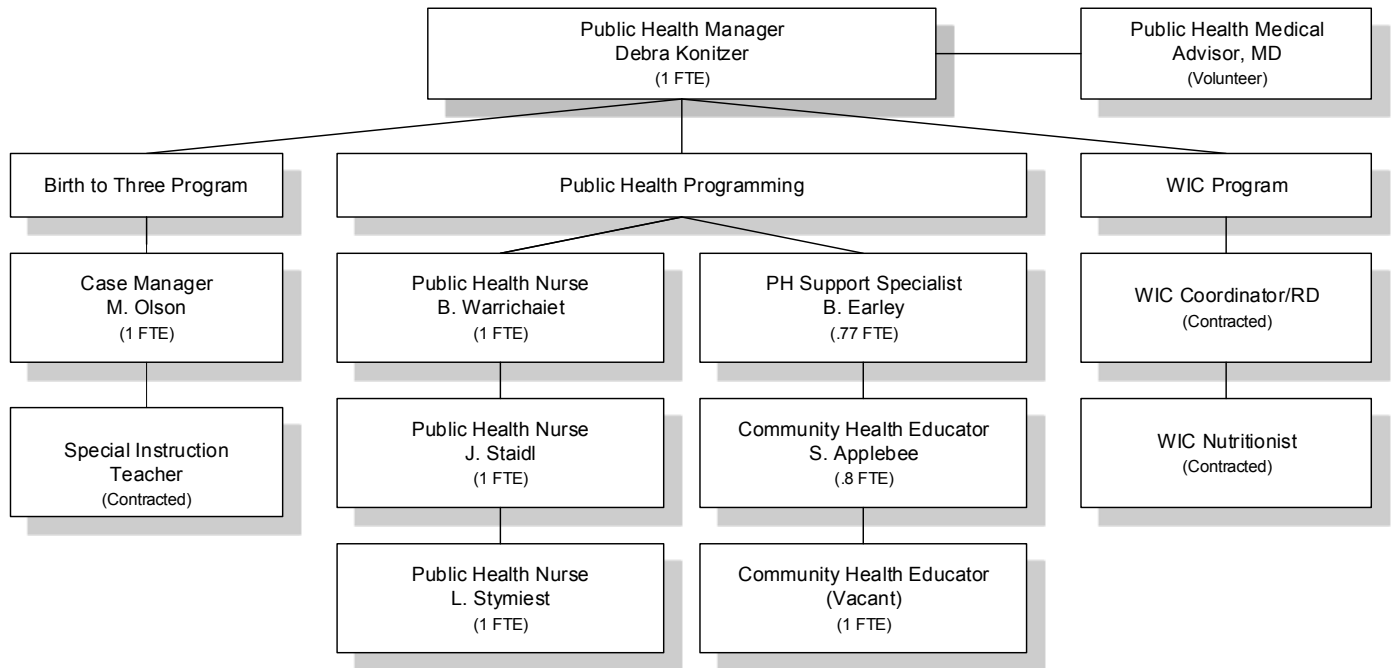 Public Health Manager
Debra Konitzer
(1 FTE)
Public Health Medical
Advisor, MD
(Volunteer)
Birth to Three Program
Public Health Programming
WIC Program
Case Manager
M. Olson
(1 FTE)
Public Health Nurse
B. Warrichaiet
(1 FTE)
PH Support Specialist
B. Earley
(.77 FTE)
WIC Coordinator/RD
(Contracted)
Special Instruction
Teacher
(Contracted)
Public Health Nurse
J. Staidl
(1 FTE)
Community Health Educator
S. Applebee
(.8 FTE)
WIC Nutritionist
(Contracted)
Public Health Nurse
L. Stymiest
(1 FTE)
Community Health Educator
(Vacant)
(1 FTE)